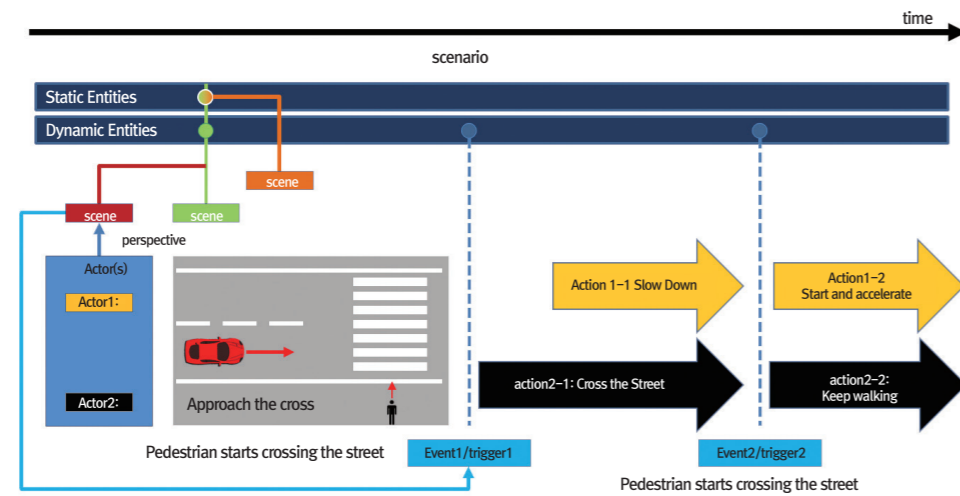 time
scenario
Static Entities
Dynamic Entities
scene
scene
scene
perspective
Actor(s)
Actor1:
Actor2:
Approach the cross
Action 1-1 Slow Down
Action1-2
Start and accelerate
action2-1: Cross the Street
action2-2:
Keep walking
Pedestrian starts crossing the street
Event1/trigger1
Event2/trigger2
Pedestrian starts crossing the street